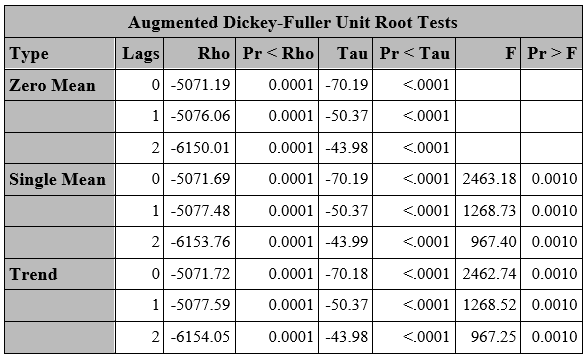 Augmented Dickey-Fuller Unit Root Tests
Type Lags Rho Pr < Rho Tau Pr < Tau F Pr > F
Zero Mean 0 -5071.19 0.0001 -70.19 <.0001
1 -5076.06 0.0001 -50.37 <.0001
2 -6150.01 0.0001 -43.98 <.0001
Single Mean 0 -5071.69 0.0001 -70.19 <.0001 2463.18 0.0010
1 -5077.48 0.0001 -50.37 <.0001 1268.73 0.0010
2 -6153.76 0.0001 -43.99 <.0001 967.40 0.0010
Trend 0 -5071.72 0.0001 -70.18 <.0001 2462.74 0.0010
1 -5077.59 0.0001 -50.37 <.0001 1268.52 0.0010
2 -6154.05 0.0001 -43.98 <.0001 967.25 0.0010